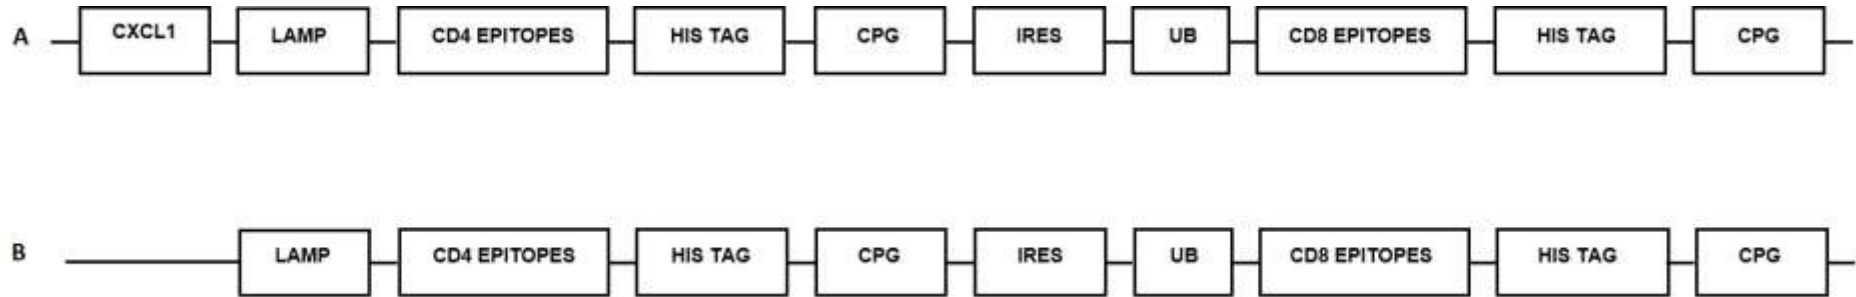 A CXCL1 LAMP CD4 EPITOPES HIS TAG CPG IRES UB CD8 EPITOPES HIS TAG CPG
B LAMP CD4 EPITOPES HIS TAG CPG IRES UB CD8 EPITOPES HIS TAG CPG